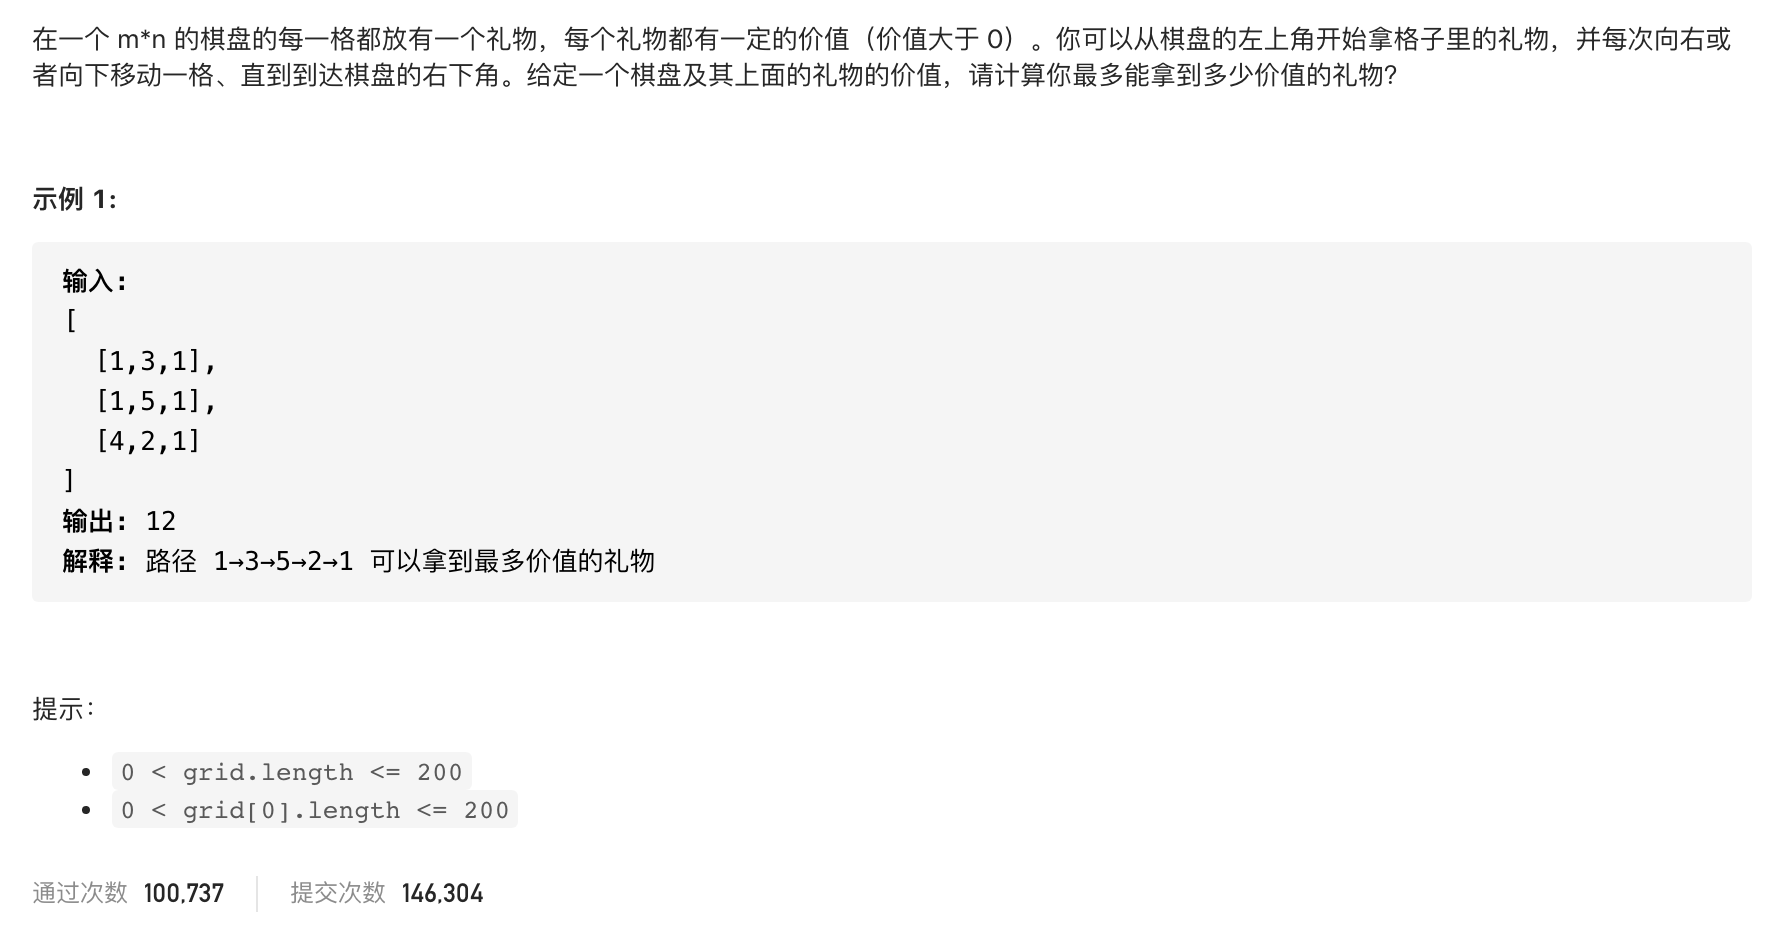 在一个 m*n 的棋盘的每一格都放有一个礼物，每个礼物都有一定的价值（价值大于 0）。你可以从棋盘的左上角开始拿格子里的礼物，并每次向右或
者向下移动一格、直到到达棋盘的右下角。给定一个棋盘及其上面的礼物的价值，请计算你最多能拿到多少价值的礼物?
示例 1:
输入:
[
[1,3,1],
[1,5,1],
[4,2,1]
]
输出: 12
解释: 路径 1→3→5→2→1 可以拿到最多价值的礼物
提示：
• 0 < grid.length <= 200
• 0 < grid[0].length <= 200
通过次数 100,737 提交次数 146,304